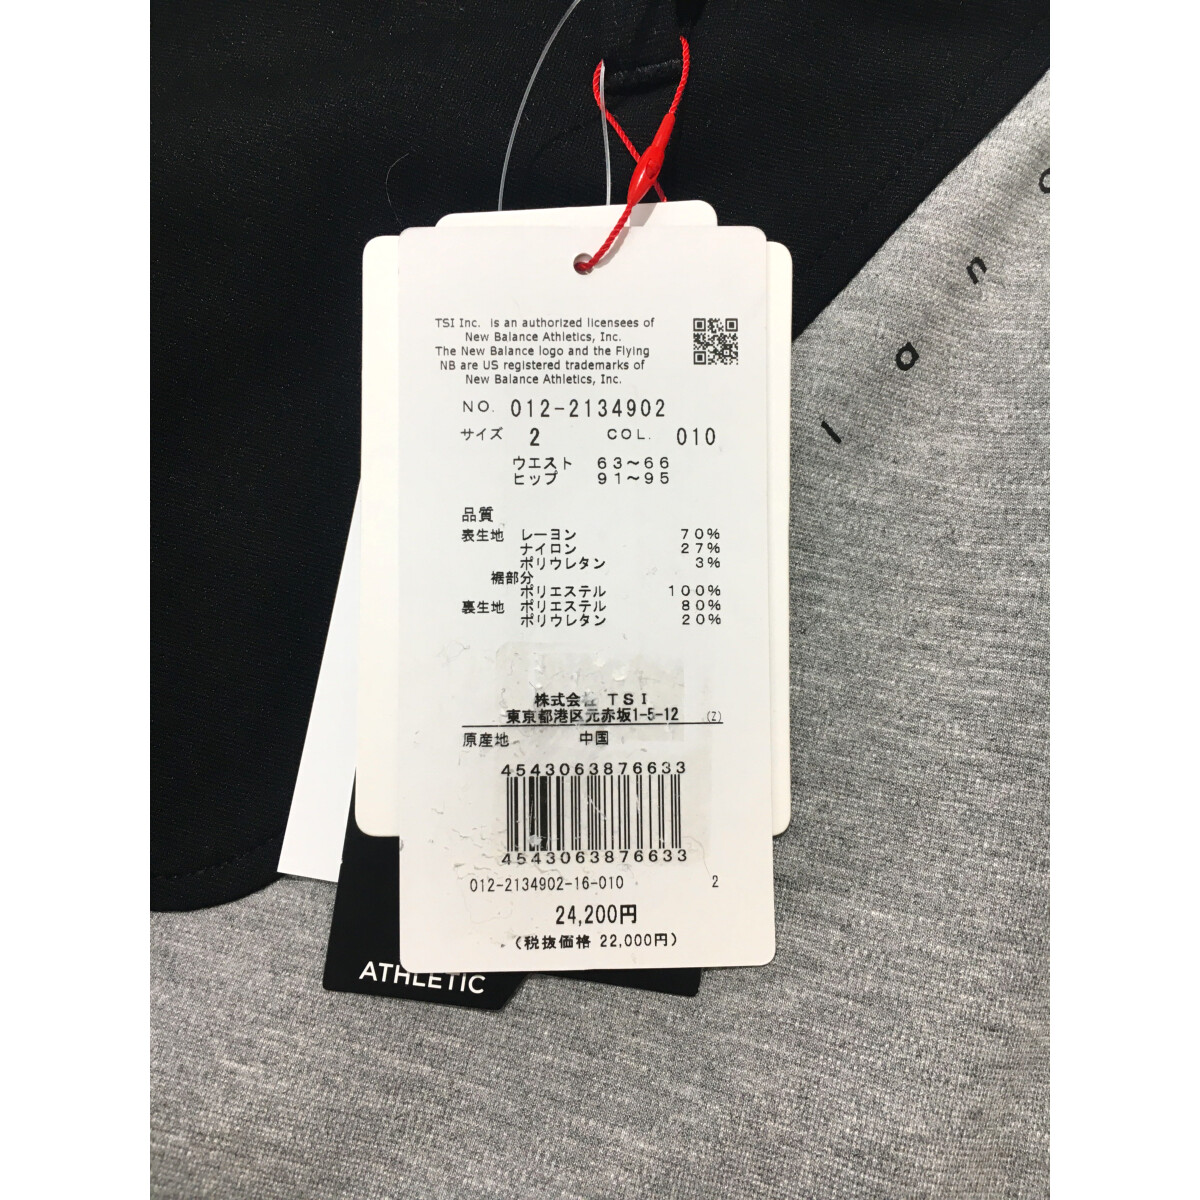 TSI Inc. is an authorized licensees of
New Balance Athletics, Inc.
The New Balance logo and the Flying
NB are US registered trademarks of
New Balance Athletics, Inc.
NO. 012-2134902
サイズ 2 COL. 010
ウエスト 63~66
ヒップ 91~95
品質
表生地 レーヨン 70%
ナイロン 27%
ポリウレタン 3%
裾部分
ポリエステル 100%
裏生地 ポリエステル 80%
ポリウレタン 20%
株式会社 TSI
東京都港区元赤坂1-5-12 (Z)
原産地 中国
4543063876633
4543063876633
012-2134902-16-010 2
24,200円
(税抜価格 22,000円)
ATHLETIC
l a n